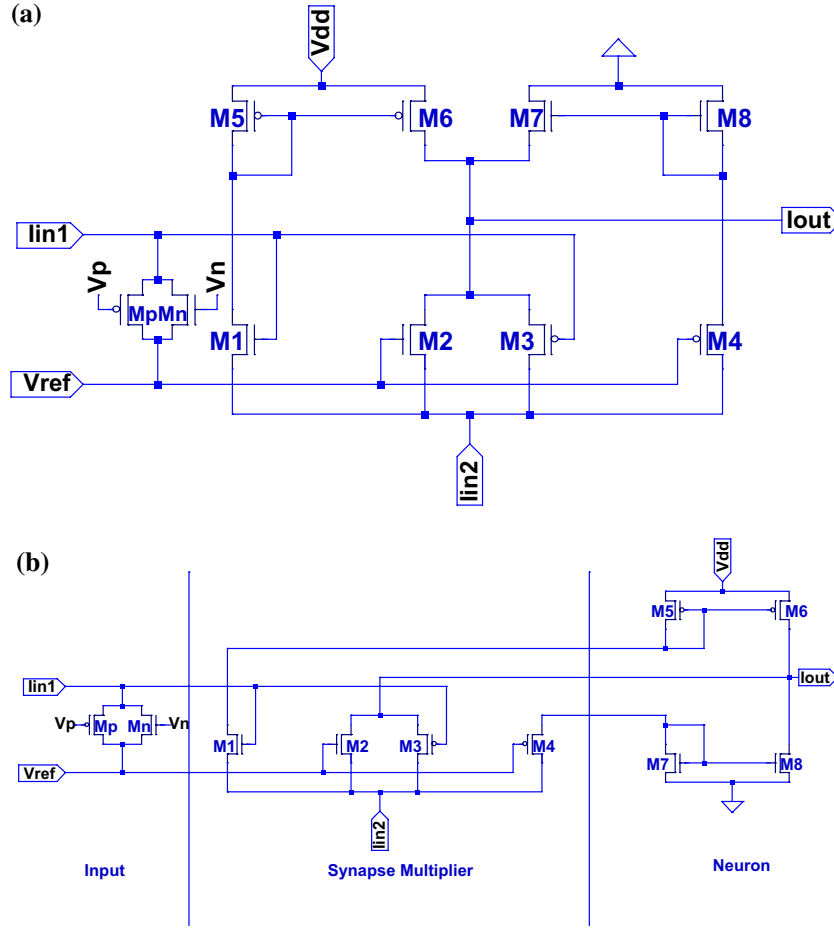 (a)
Vdd
M5
M6
M7
M8
Iin1
Iout
Vp
Vn
MpMn
M1
M2
M3
M4
Vref
Iin2
(b)
Vdd
M5
M6
Iin1
Iout
Vp
Mp
Mn
Vn
M1
M2
M3
M4
M7
M8
Vref
Iin2
Input
Synapse Multiplier
Neuron